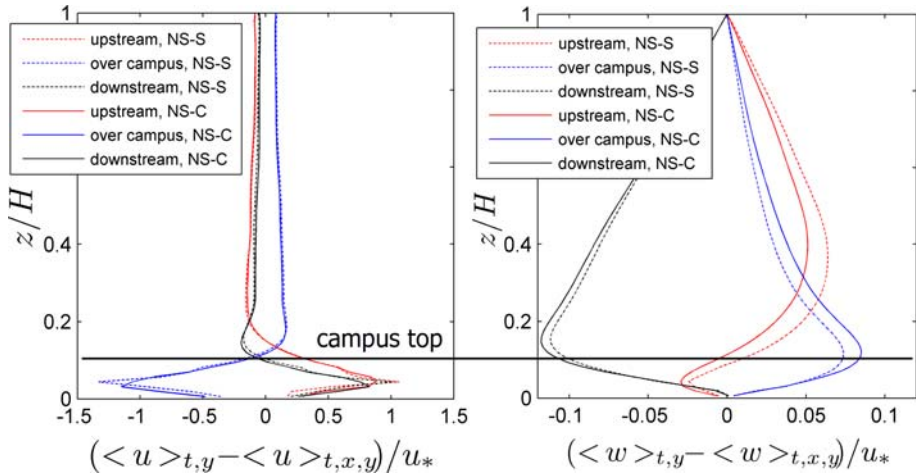 upstream, NS-S
over campus, NS-S
downstream, NS-S
upstream, NS-C
over campus, NS-C
downstream, NS-C
1
0.4
0.2
0
z/H
campus top
-1.5 -1 -0.5 0 0.5 1 1.5
(<u>_{t,y}-<u>_{t,x,y})/u_*
upstream, NS-S
over campus, NS-S
downstream, NS-S
upstream, NS-C
over campus, NS-C
downstream, NS-C
1
0.4
0.2
0
z/H
-0.1 -0.05 0 0.05 0.1
(<w>_{t,y}-<w>_{t,x,y})/u_*